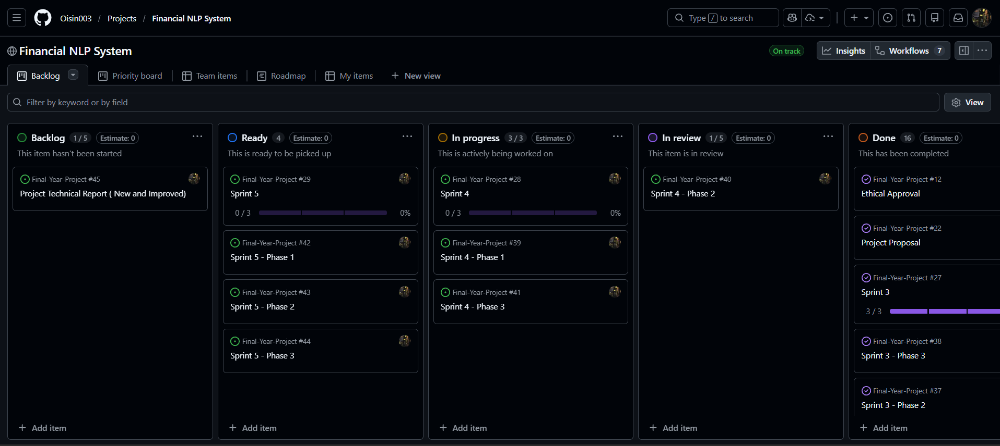 Oisin003 / Projects / Financial NLP System
Type / to search
Financial NLP System
On track
Insights
Workflows 7
Backlog
Priority board
Team items
Roadmap
My items
New view
Filter by keyword or by field
View
Backlog 1 / 5 Estimate: 0
This item hasn't been started
Final-Year-Project #45
Project Technical Report ( New and Improved)
Add item
Ready 4 Estimate: 0
This is ready to be picked up
Final-Year-Project #29
Sprint 5
0 / 3 0%
Final-Year-Project #42
Sprint 5 - Phase 1
Final-Year-Project #43
Sprint 5 - Phase 2
Final-Year-Project #44
Sprint 5 - Phase 3
Add item
In progress 3 / 3 Estimate: 0
This is actively being worked on
Final-Year-Project #28
Sprint 4
0 / 3 0%
Final-Year-Project #39
Sprint 4 - Phase 1
Final-Year-Project #41
Sprint 4 - Phase 3
Add item
In review 1 / 5 Estimate: 0
This item is in review
Final-Year-Project #40
Sprint 4 - Phase 2
Add item
Done 16 Estimate: 0
This has been completed
Final-Year-Project #12
Ethical Approval
Final-Year-Project #22
Project Proposal
Final-Year-Project #27
Sprint 3
3 / 3
Final-Year-Project #38
Sprint 3 - Phase 3
Final-Year-Project #37
Sprint 3 - Phase 2
Add item